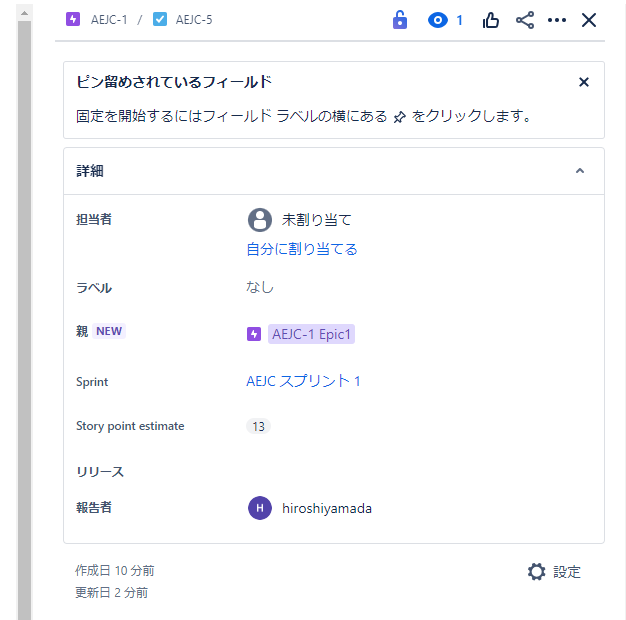 AEJC-1 / AEJC-5 1
ピン留めされているフィールド
固定を開始するにはフィールド ラベルの横にある をクリックします。
詳細
担当者 未割り当て
自分に割り当てる
ラベル なし
親 NEW AEJC-1 Epic1
Sprint AEJC スプリント 1
Story point estimate 13
リリース
報告者 H hiroshiyamada
作成日 10 分前
設定
更新日 2 分前